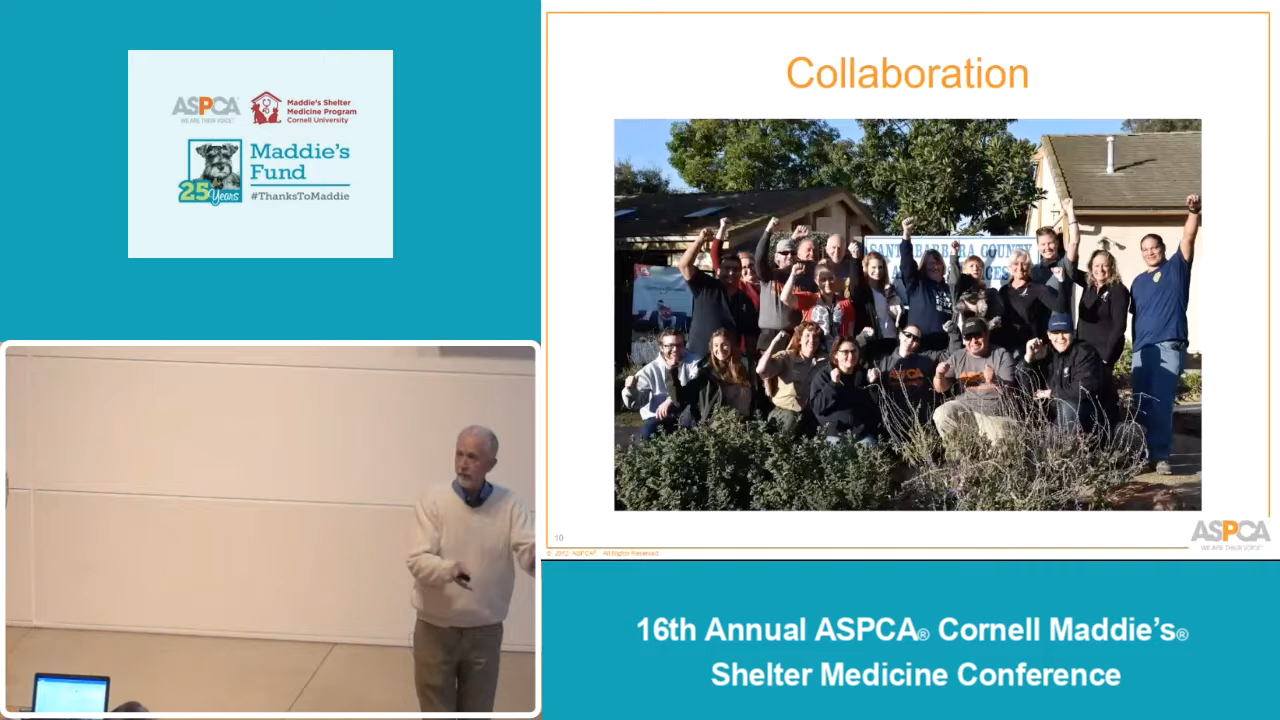 ASPCA®
WE ARE THEIR VOICE®
Maddie's Shelter
Medicine Program
Cornell University
Maddie's
Fund
25 Years
#ThanksToMaddie
Collaboration
SANTA BARBARA COUNTY
ASPCA
ASPCA
10
© 2012, ASPCA®. All Rights Reserved.
ASPCA
WE ARE THEIR VOICE®
16th Annual ASPCA® Cornell Maddie's®
Shelter Medicine Conference